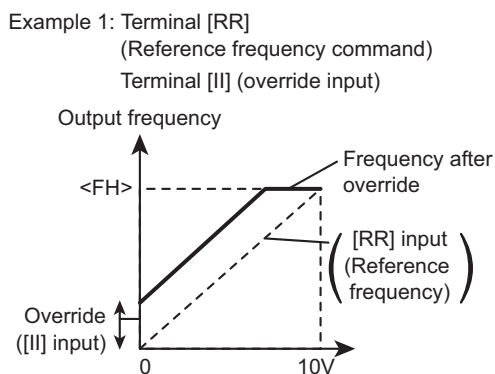 Example 1: Terminal [RR]
(Reference frequency command)
Terminal [II] (override input)
Output frequency
<FH>
Frequency after
override
[RR] input
(Reference
frequency)
Override
([II] input)
0
10V